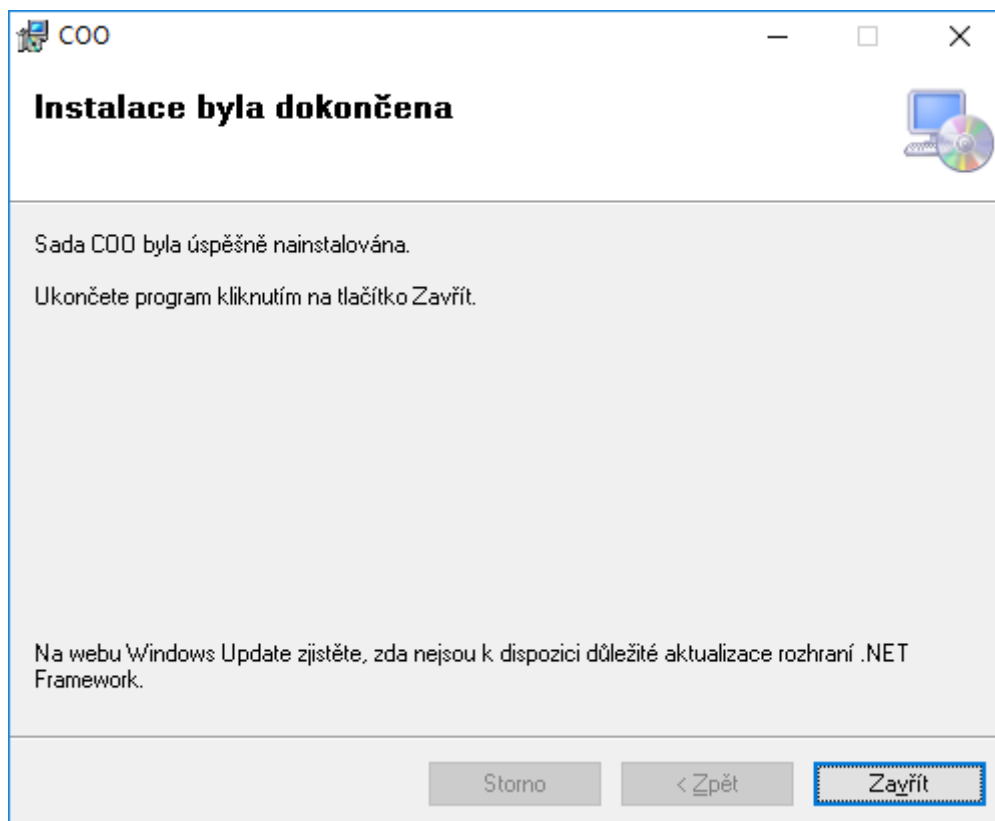 COO
Instalace byla dokončena
Sada COO byla úspěšně nainstalována.
Ukončete program kliknutím na tlačítko Zavřít.
Na webu Windows Update zjistěte, zda nejsou k dispozici důležité aktualizace rozhraní .NET
Framework.
Storno
< Zpět
Zavřít